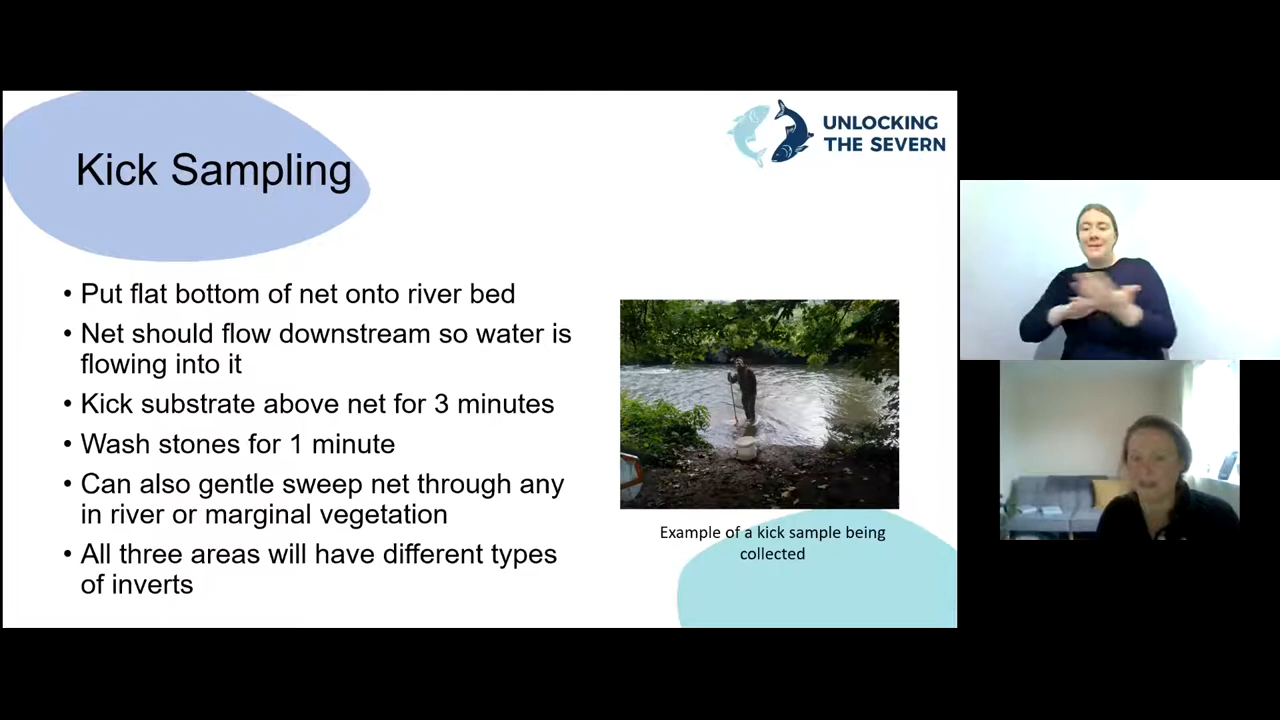 UNLOCKING
THE SEVERN
Kick Sampling
• Put flat bottom of net onto river bed
• Net should flow downstream so water is
flowing into it
• Kick substrate above net for 3 minutes
• Wash stones for 1 minute
• Can also gentle sweep net through any
in river or marginal vegetation
• All three areas will have different types
of inverts
Example of a kick sample being
collected